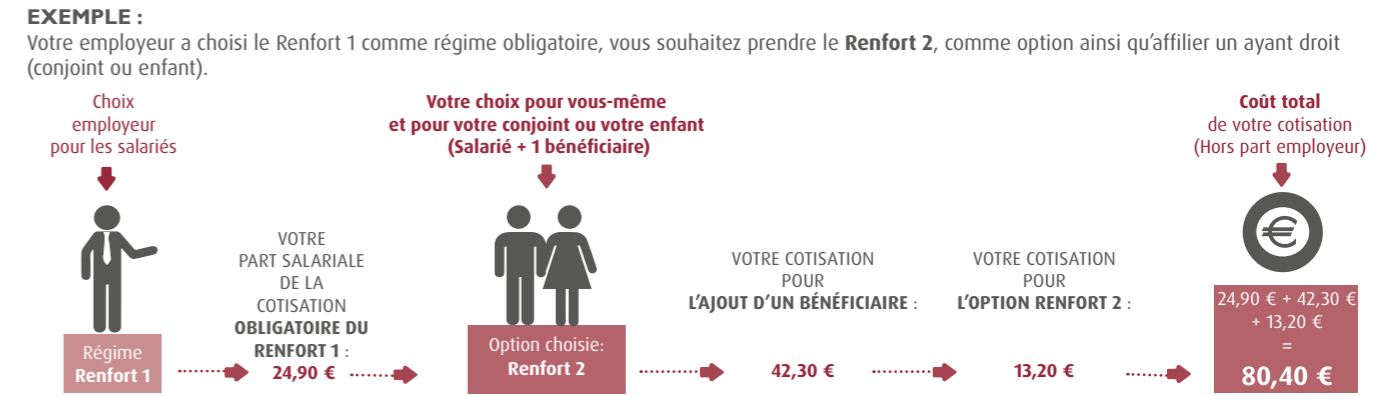 EXEMPLE :
Votre employeur a choisi le Renfort 1 comme régime obligatoire, vous souhaitez prendre le Renfort 2, comme option ainsi qu'affilier un ayant droit
(conjoint ou enfant).
Choix
employeur
pour les salariés
Régime
Renfort 1
VOTRE
PART SALARIALE
DE LA
COTISATION
OBLIGATOIRE DU
RENFORT 1 :
24,90 €
Votre choix pour vous-même
et pour votre conjoint ou votre enfant
(Salarié + 1 bénéficiaire)
Option choisie:
Renfort 2
VOTRE COTISATION
POUR
L'AJOUT D'UN BÉNÉFICIAIRE :
42,30 €
VOTRE COTISATION
POUR
L'OPTION RENFORT 2 :
13,20 €
Coût total
de votre cotisation
(Hors part employeur)
€
24,90 € + 42,30 €
+ 13,20 €
=
80,40 €